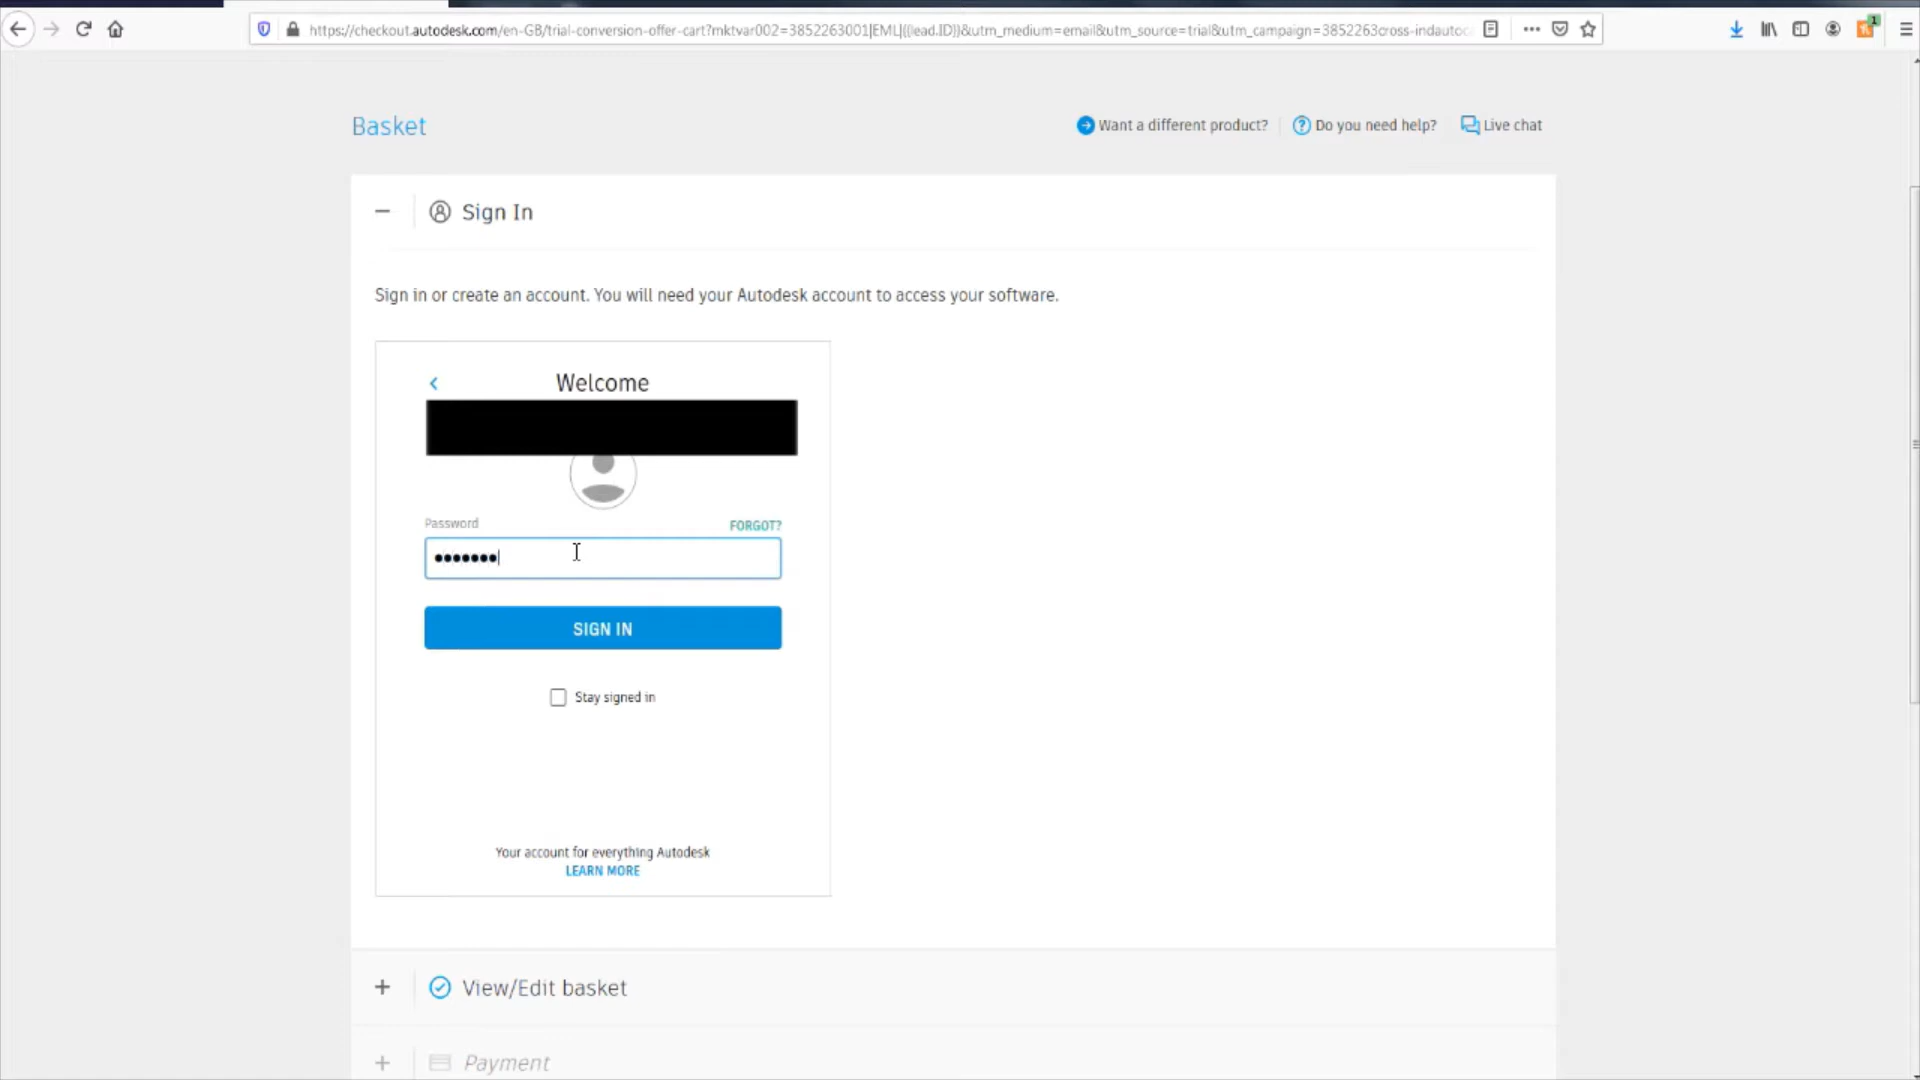 https://checkout.autodesk.com/en-GB/trial-conversion-offer-cart?mktvar002=3852263001|EML|{{lead.ID}}&utm_medium=email&utm_source=trial&utm_campaign=3852263cross-indautoc
1
Basket
Want a different product?
Do you need help?
Live chat
Sign In
Sign in or create an account. You will need your Autodesk account to access your software.
Welcome
Password
FORGOT?
SIGN IN
Stay signed in
Your account for everything Autodesk
LEARN MORE
View/Edit basket
Payment